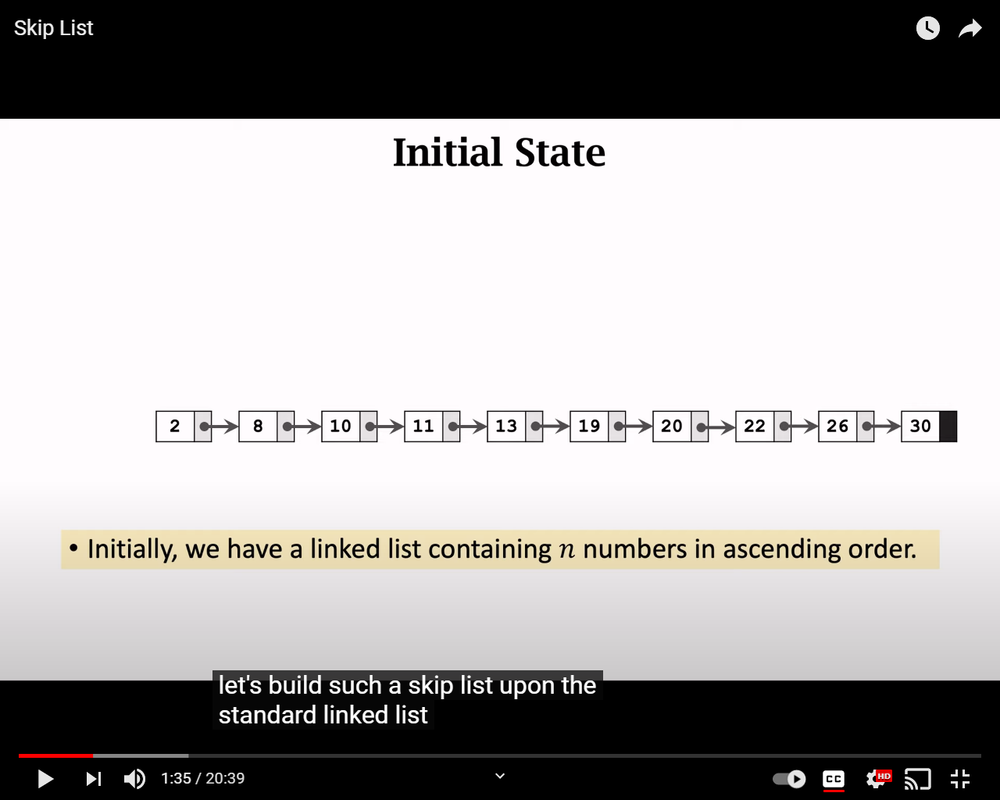 Skip List
Initial State
2 8 10 11 13 19 20 22 26 30
• Initially, we have a linked list containing n numbers in ascending order.
let's build such a skip list upon the
standard linked list
1:35 / 20:39
CC
HD